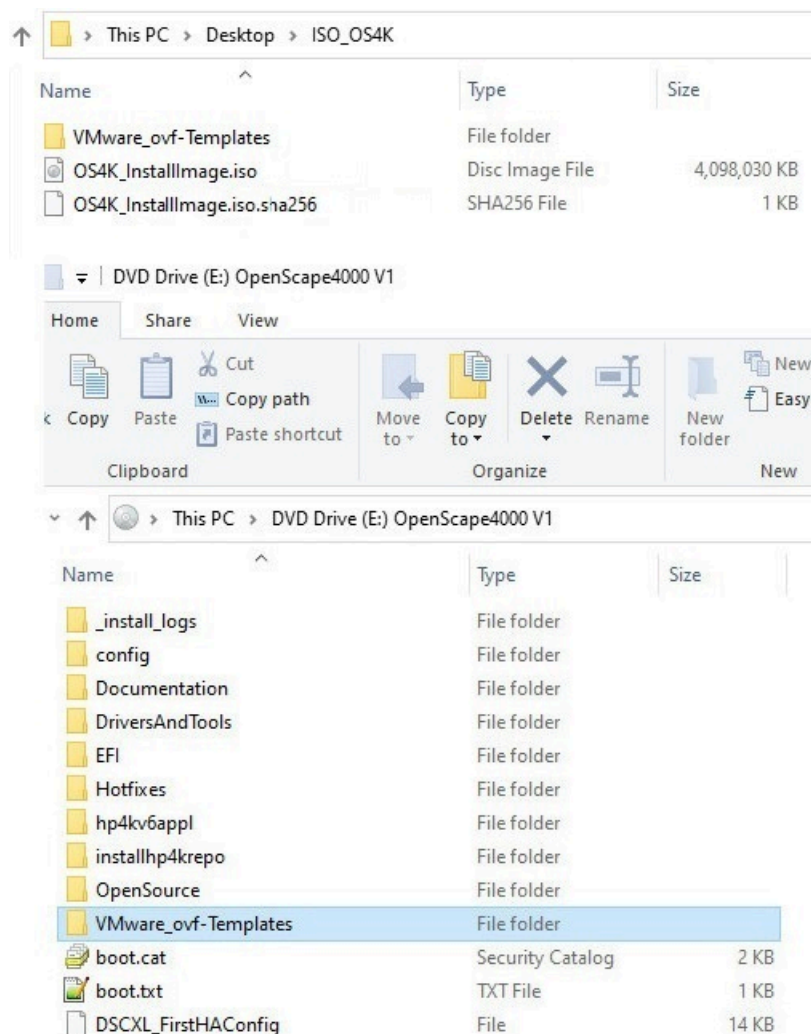 This PC > Desktop > ISO_OS4K
Name Type Size
VMware_ovf-Templates File folder
OS4K_InstallImage.iso Disc Image File 4,098,030 KB
OS4K_InstallImage.iso.sha256 SHA256 File 1 KB
DVD Drive (E:) OpenScape4000 V1
Home Share View
k Copy Paste Cut Copy path Paste shortcut Move to Copy to Delete Rename New folder New Easy
Clipboard Organize New
This PC > DVD Drive (E:) OpenScape4000 V1
Name Type Size
_install_logs File folder
config File folder
Documentation File folder
DriversAndTools File folder
EFI File folder
Hotfixes File folder
hp4kv6appl File folder
installhp4krepo File folder
OpenSource File folder
VMware_ovf-Templates File folder
boot.cat Security Catalog 2 KB
boot.txt TXT File 1 KB
DSCXL_FirstHAConfig File 14 KB